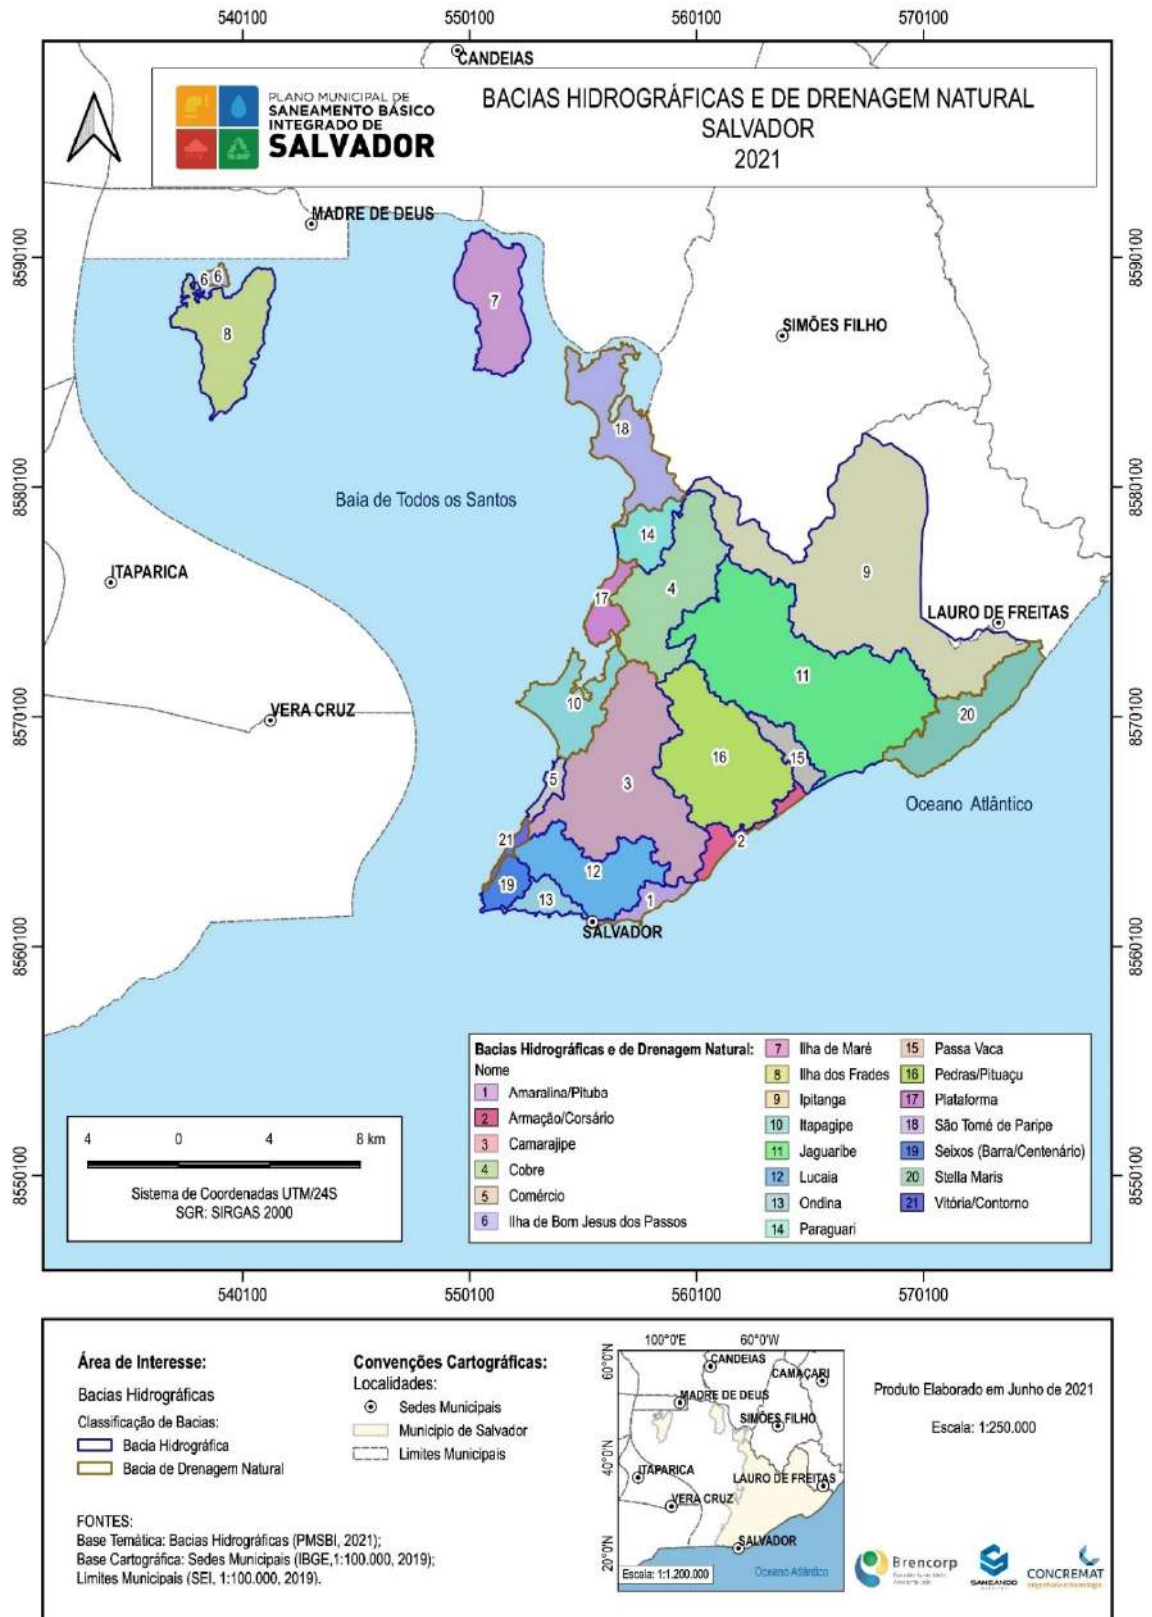 540100 550100 560100 570100
CANDEIAS
PLANO MUNICIPAL DE
SANEAMENTO BÁSICO
INTEGRADO DE
SALVADOR
BACIAS HIDROGRÁFICAS E DE DRENAGEM NATURAL
SALVADOR
2021
MADRE DE DEUS
8590100 8590100
6 6
7
8
SIMÕES FILHO
18
8580100 8580100
Baia de Todos os Santos
14
9
ITAPARICA
4
17
LAURO DE FREITAS
11
10
VERA CRUZ
20
8570100 8570100
16
15
5
3
Oceano Atlântico
21
2
12
19
13
1
SALVADOR
8560100 8560100
Bacias Hidrográficas e de Drenagem Natural:
Nome
1 Amaralina/Pituba
2 Armação/Corsário
3 Camarajipe
4 Cobre
5 Comércio
6 Ilha de Bom Jesus dos Passos
7 Ilha de Maré
8 Ilha dos Frades
9 Ipitanga
10 Itapagipe
11 Jaguaribe
12 Lucaia
13 Ondina
14 Paraguari
15 Passa Vaca
16 Pedras/Pituaçu
17 Plataforma
18 São Tomé de Paripe
19 Seixos (Barra/Centenário)
20 Stella Maris
21 Vitória/Contorno
4 0 4 8 km
Sistema de Coordenadas UTM/24S
SGR: SIRGAS 2000
8550100 8550100
540100 550100 560100 570100
Área de Interesse:
Bacias Hidrográficas
Classificação de Bacias:
Bacia Hidrográfica
Bacia de Drenagem Natural
Convenções Cartográficas:
Localidades:
Sedes Municipais
Município de Salvador
Limites Municipais
FONTES:
Base Temática: Bacias Hidrográficas (PMSBI, 2021);
Base Cartográfica: Sedes Municipais (IBGE,1:100.000, 2019);
Limites Municipais (SEI, 1:100.000, 2019).
100°0'E 60°0'W
60°0'N
40°0'N
20°0'N
CANDEIAS
CAMAÇARI
MADRE DE DEUS
SIMÕES FILHO
ITAPARICA
LAURO DE FREITAS
VERA CRUZ
SALVADOR
Escala: 1:1.200.000
Oceano Atlântico
Produto Elaborado em Junho de 2021
Escala: 1:250.000
Brencorp
SANEANDO
CONCREMAT